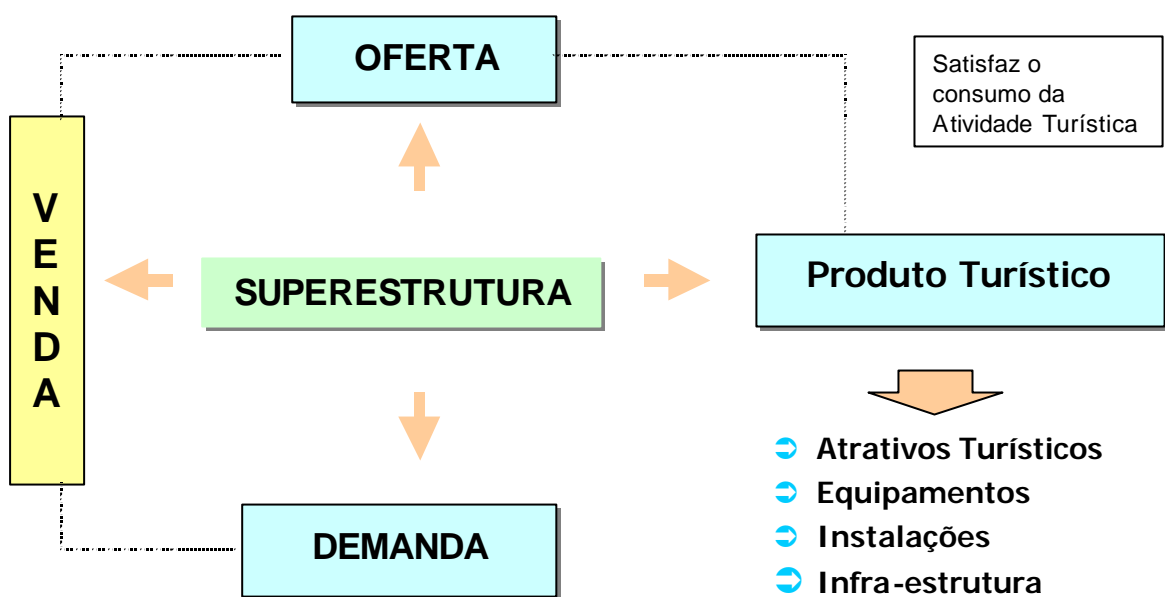 OFERTA
Satisfaz o
consumo da
Atividade Turística
V
E
N
D
A
SUPERESTRUTURA
Produto Turístico
Atrativos Turísticos
Equipamentos
Instalações
Infra-estrutura
DEMANDA